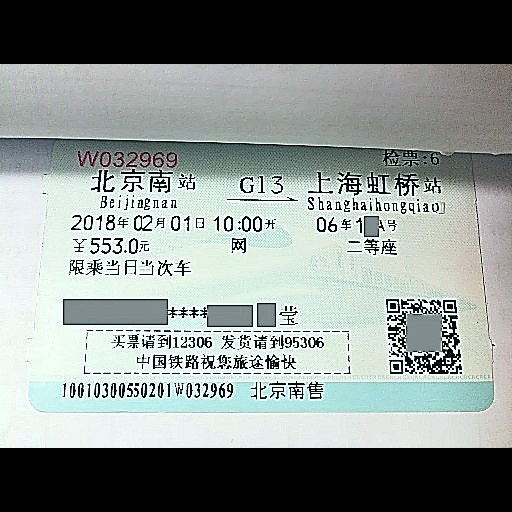 W032969 检票:6
北京南站 G13 上海虹桥站
Beijingnan Shanghaihongqiao
2018年02月01日 10:00开 06车1 A号
￥553.0元 网 二等座
限乘当日当次车
**** 莹
买票请到12306 发货请到95306
中国铁路祝您旅途愉快
10010300550201W032969 北京南售